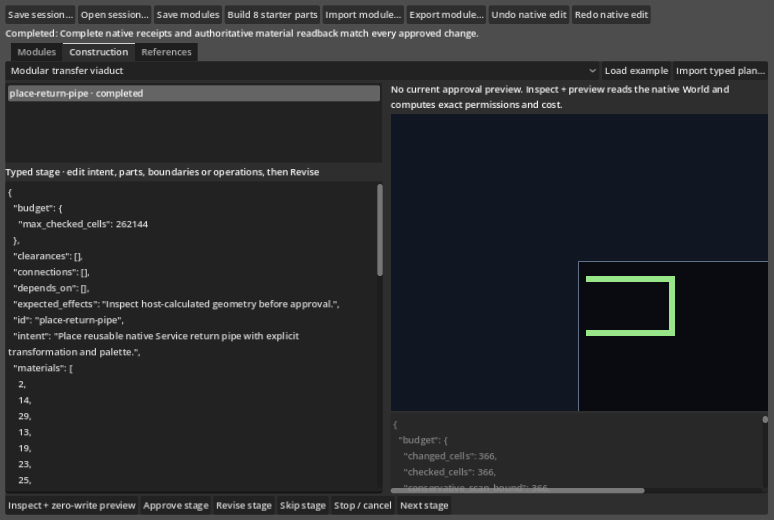 Save session... Open session... Save modules Build 8 starter parts Import module... Export module... Undo native edit Redo native edit
Completed: Complete native receipts and authoritative material readback match every approved change.
Modules Construction References
Modular transfer viaduct Load example Import typed plan...
place-return-pipe · completed
No current approval preview. Inspect + preview reads the native World and
computes exact permissions and cost.
Typed stage · edit intent, parts, boundaries or operations, then Revise
{
"budget": {
"max_checked_cells": 262144
},
"clearances": [],
"connections": [],
"depends_on": [],
"expected_effects": "Inspect host-calculated geometry before approval.",
"id": "place-return-pipe",
"intent": "Place reusable native Service return pipe with explicit
transformation and palette.",
"materials": [
2,
14,
29,
13,
19,
23,
25,
{
"budget": {
"changed_cells": 366,
"checked_cells": 366,
"conservative_scan_bound": 366,
Inspect + zero-write preview Approve stage Revise stage Skip stage Stop / cancel Next stage